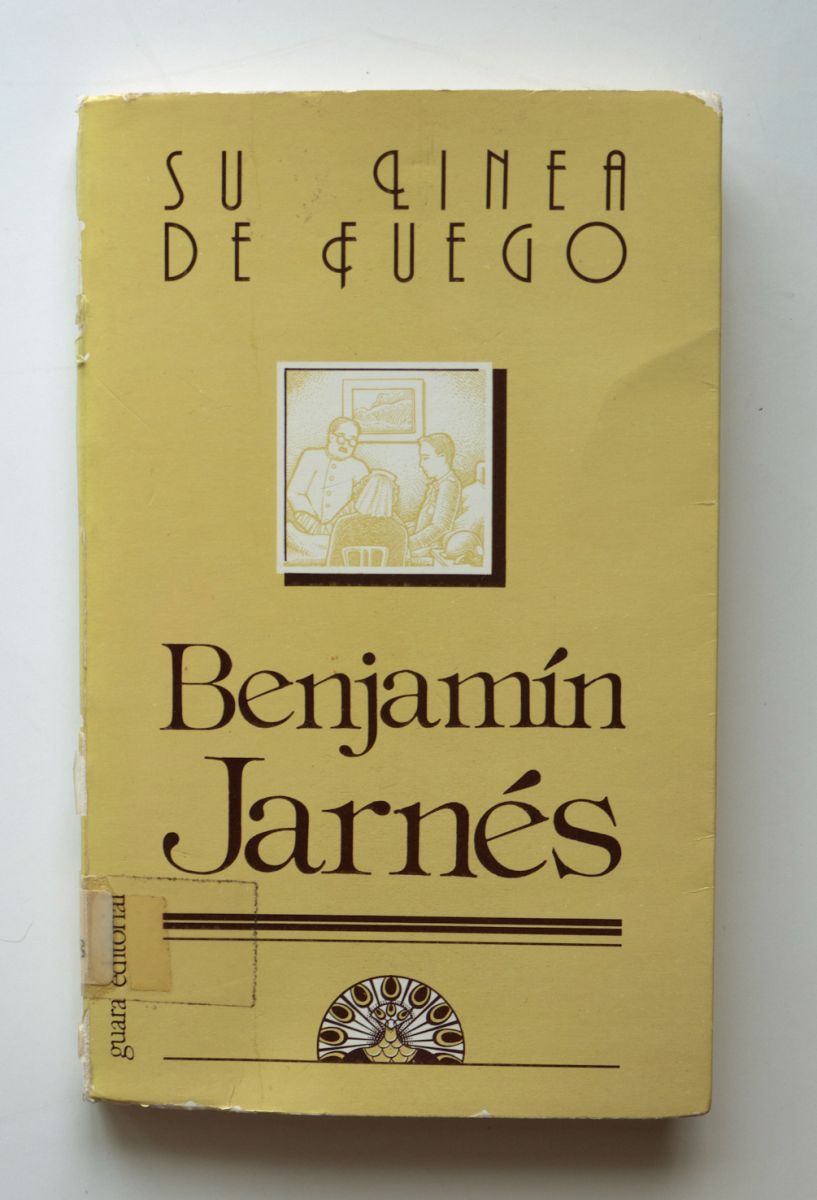 SU LINEA
DE FUEGO
Benjamín
Jarnés
guara editorial